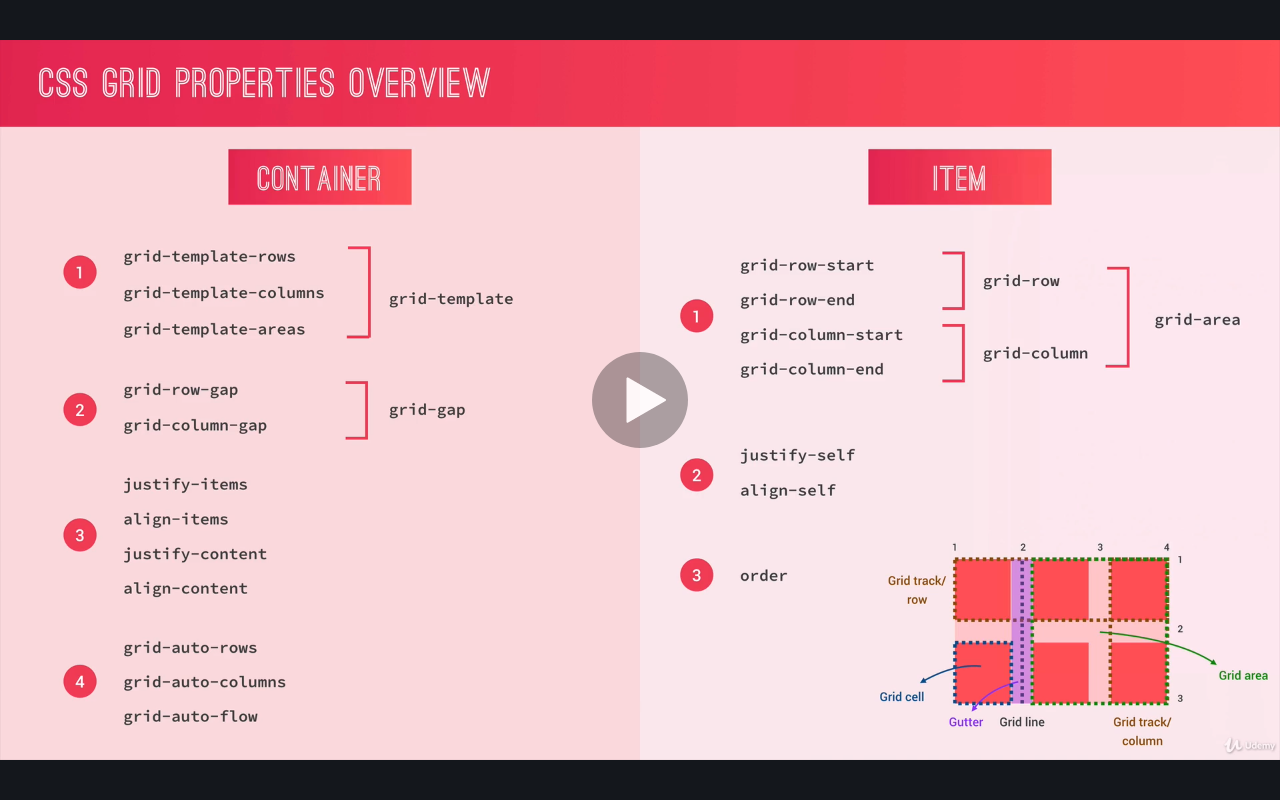 CSS GRID PROPERTIES OVERVIEW
CONTAINER
1
grid-template-rows
grid-template-columns
grid-template-areas
grid-template
2
grid-row-gap
grid-column-gap
grid-gap
3
justify-items
align-items
justify-content
align-content
4
grid-auto-rows
grid-auto-columns
grid-auto-flow
ITEM
1
grid-row-start
grid-row-end
grid-column-start
grid-column-end
grid-row
grid-column
grid-area
2
justify-self
align-self
3
order
1 2 3 4
1
2
3
Grid track/
row
Grid cell
Gutter
Grid line
Grid track/
column
Grid area
Udemy